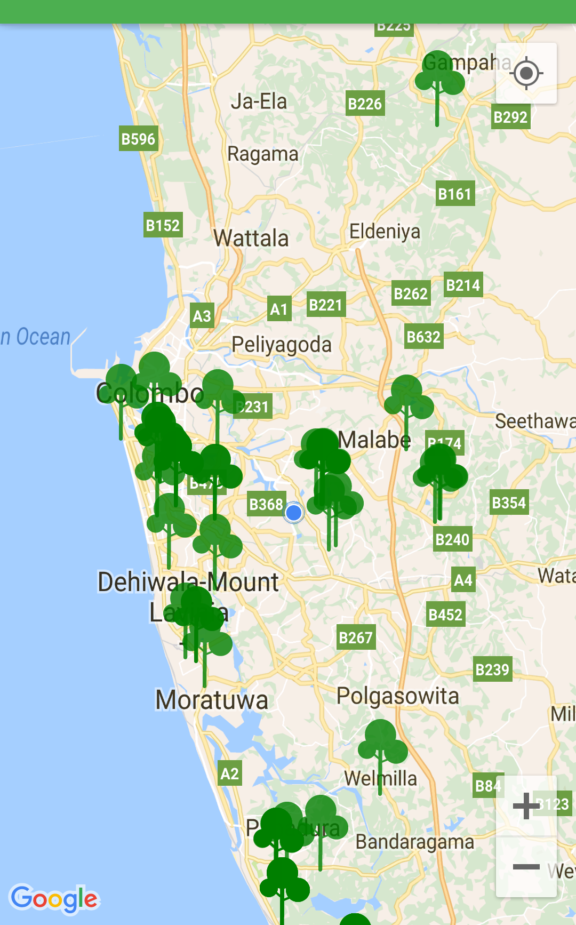 B225
Gampaha
Ja-Ela
B226
B292
B596
Ragama
B161
B152
Wattala
Eldeniya
B262
B214
A3
A1
B221
n Ocean
B632
Peliyagoda
Colombo
B231
Seethawa
Malabe
B174
B368
B354
B240
Dehiwala-Mount
A4
Wata
B452
B267
B239
Moratuwa
Polgasowita
Mil
A2
Welmilla
B84
+
B123
Bandaragama
−
We
Google